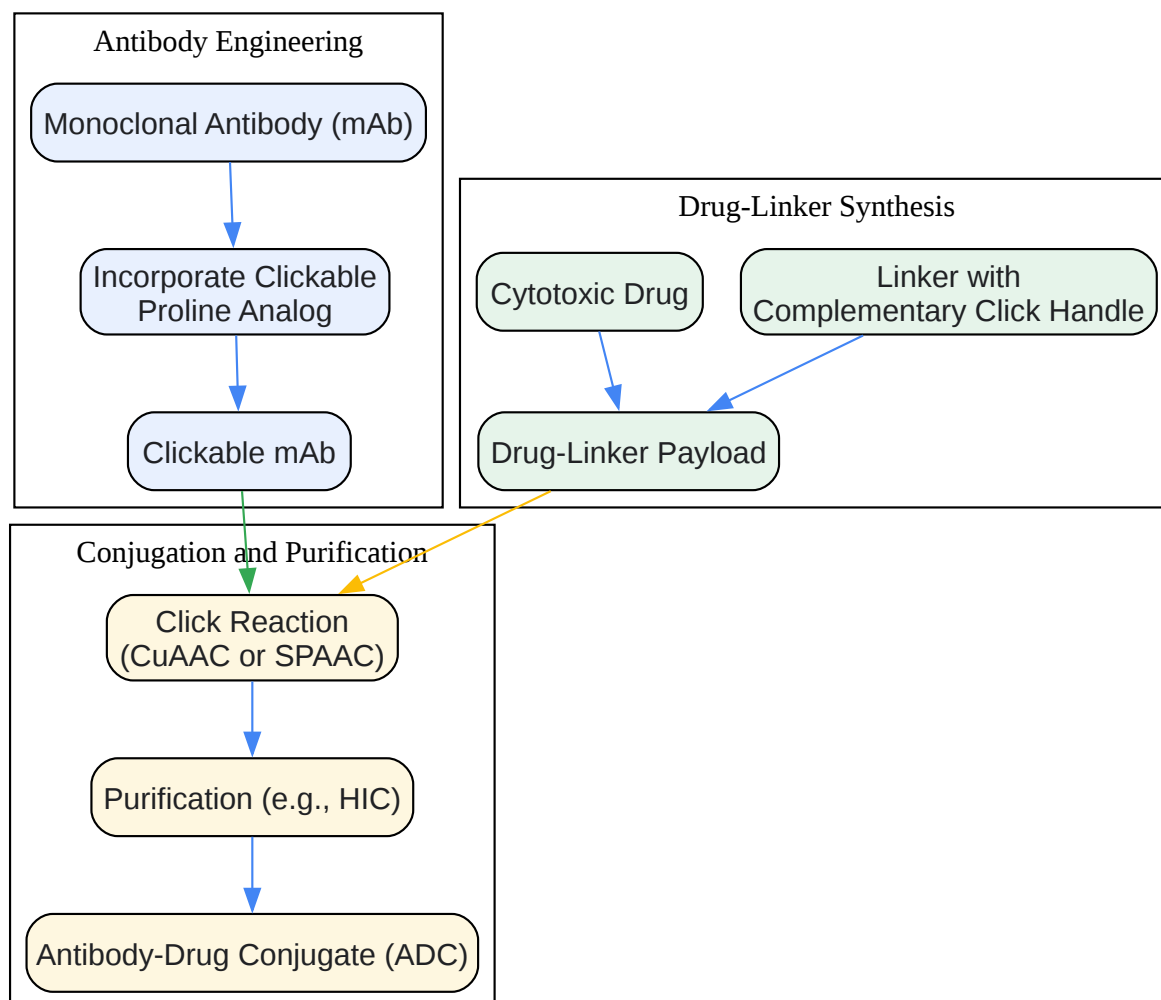 Antibody Engineering
Monoclonal Antibody (mAb)
Incorporate Clickable
Proline Analog
Clickable mAb
Drug-Linker Synthesis
Cytotoxic Drug
Linker with
Complementary Click Handle
Drug-Linker Payload
Conjugation and Purification
Click Reaction
(CuAAC or SPAAC)
Purification (e.g., HIC)
Antibody-Drug Conjugate (ADC)